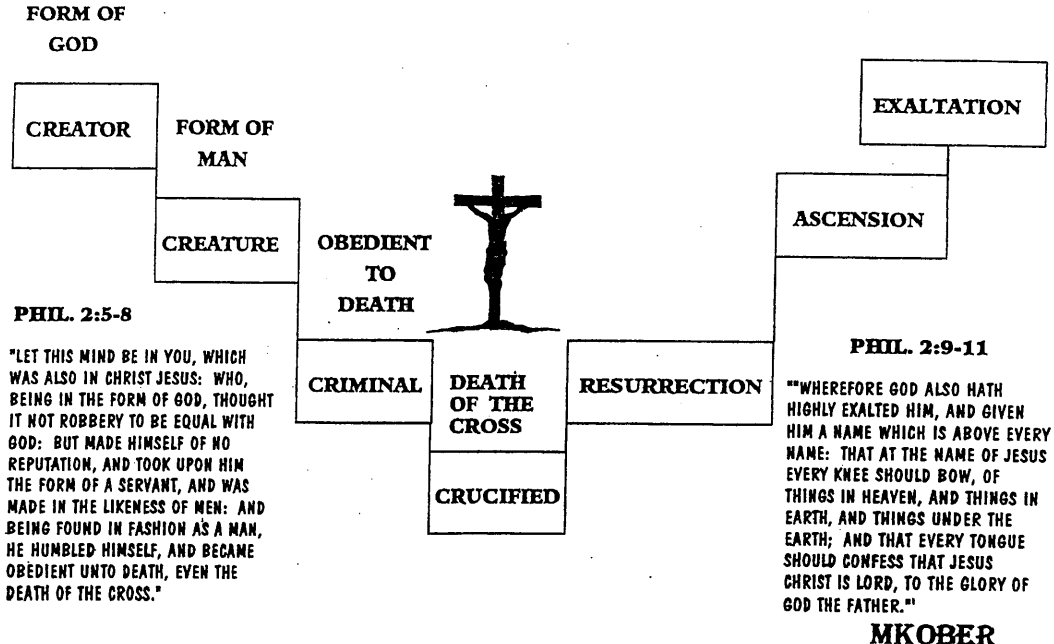 FORM OF
GOD
CREATOR
FORM OF
MAN
CREATURE
OBEDIENT
TO
DEATH
CRIMINAL
DEATH
OF THE
CROSS
CRUCIFIED
RESURRECTION
ASCENSION
EXALTATION
PHIL. 2:5-8
"LET THIS MIND BE IN YOU, WHICH
WAS ALSO IN CHRIST JESUS: WHO,
BEING IN THE FORM OF GOD, THOUGHT
IT NOT ROBBERY TO BE EQUAL WITH
GOD: BUT MADE HIMSELF OF NO
REPUTATION, AND TOOK UPON HIM
THE FORM OF A SERVANT, AND WAS
MADE IN THE LIKENESS OF MEN: AND
BEING FOUND IN FASHION AS A MAN,
HE HUMBLED HIMSELF, AND BECAME
OBEDIENT UNTO DEATH, EVEN THE
DEATH OF THE CROSS."
PHIL. 2:9-11
""WHEREFORE GOD ALSO HATH
HIGHLY EXALTED HIM, AND GIVEN
HIM A NAME WHICH IS ABOVE EVERY
NAME: THAT AT THE NAME OF JESUS
EVERY KNEE SHOULD BOW, OF
THINGS IN HEAVEN, AND THINGS IN
EARTH, AND THINGS UNDER THE
EARTH; AND THAT EVERY TONGUE
SHOULD CONFESS THAT JESUS
CHRIST IS LORD, TO THE GLORY OF
GOD THE FATHER."'
MKOBER